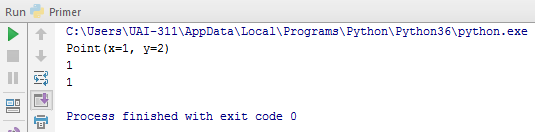 Run Primer
C:\Users\UAI-311\AppData\Local\Programs\Python\Python36\python.exe
Point(x=1, y=2)
1
1
Process finished with exit code 0